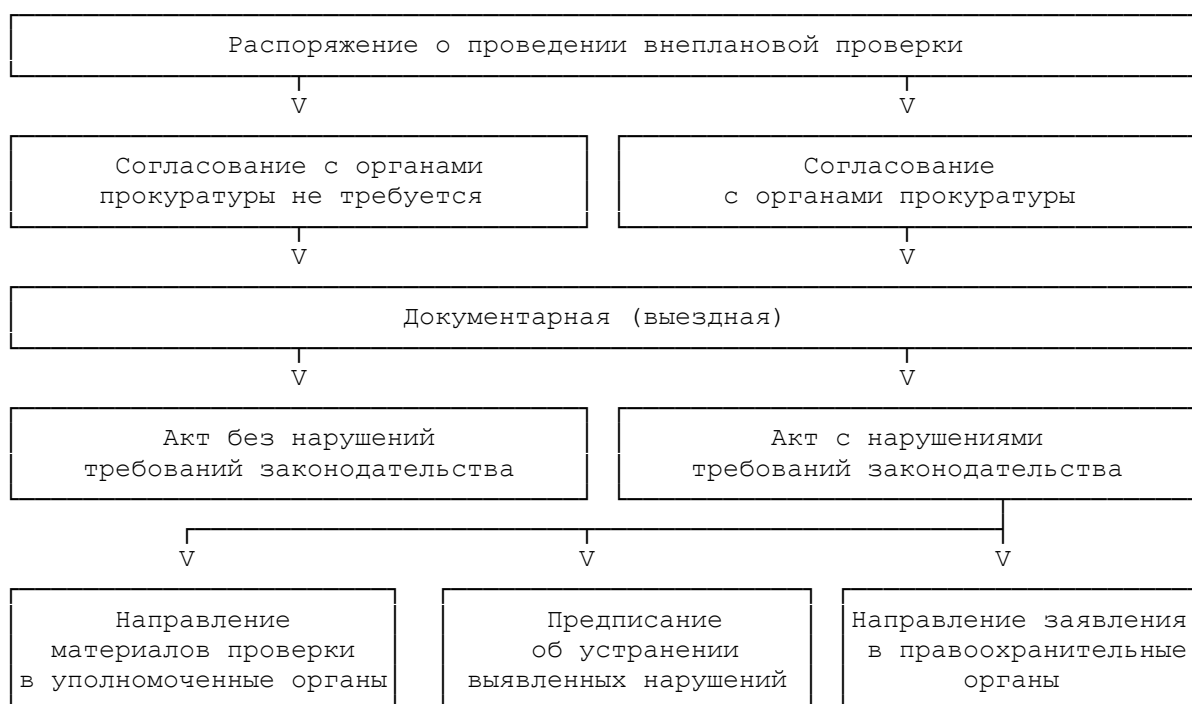 Распоряжение о проведении внеплановой проверки
V V
Согласование с органами
прокуратуры не требуется
Согласование
с органами прокуратуры
V V
Документарная (выездная)
V V
Акт без нарушений
требований законодательства
Акт с нарушениями
требований законодательства
V V V
Направление
материалов проверки
в уполномоченные органы
Предписание
об устранении
выявленных нарушений
Направление заявления
в правоохранительные
органы